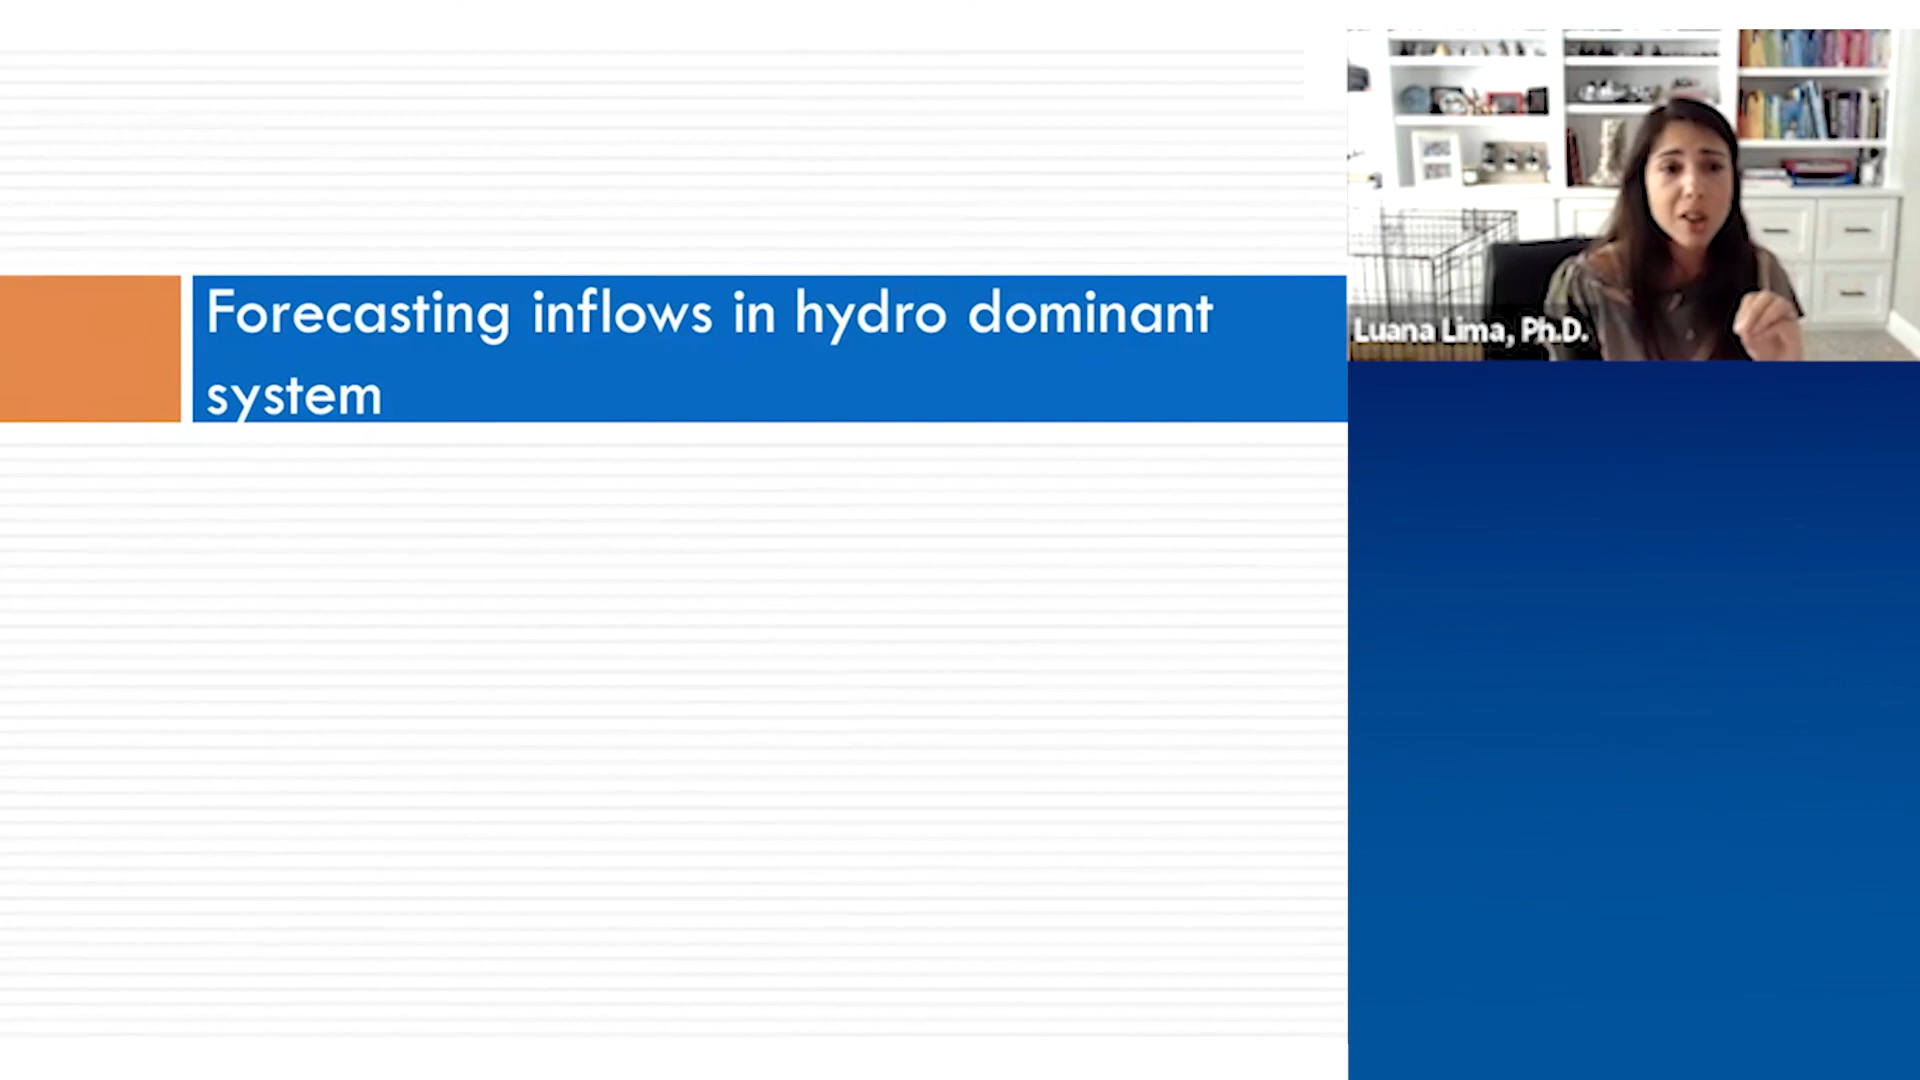 Forecasting inflows in hydro dominant
system
Luana Lima, Ph.D.